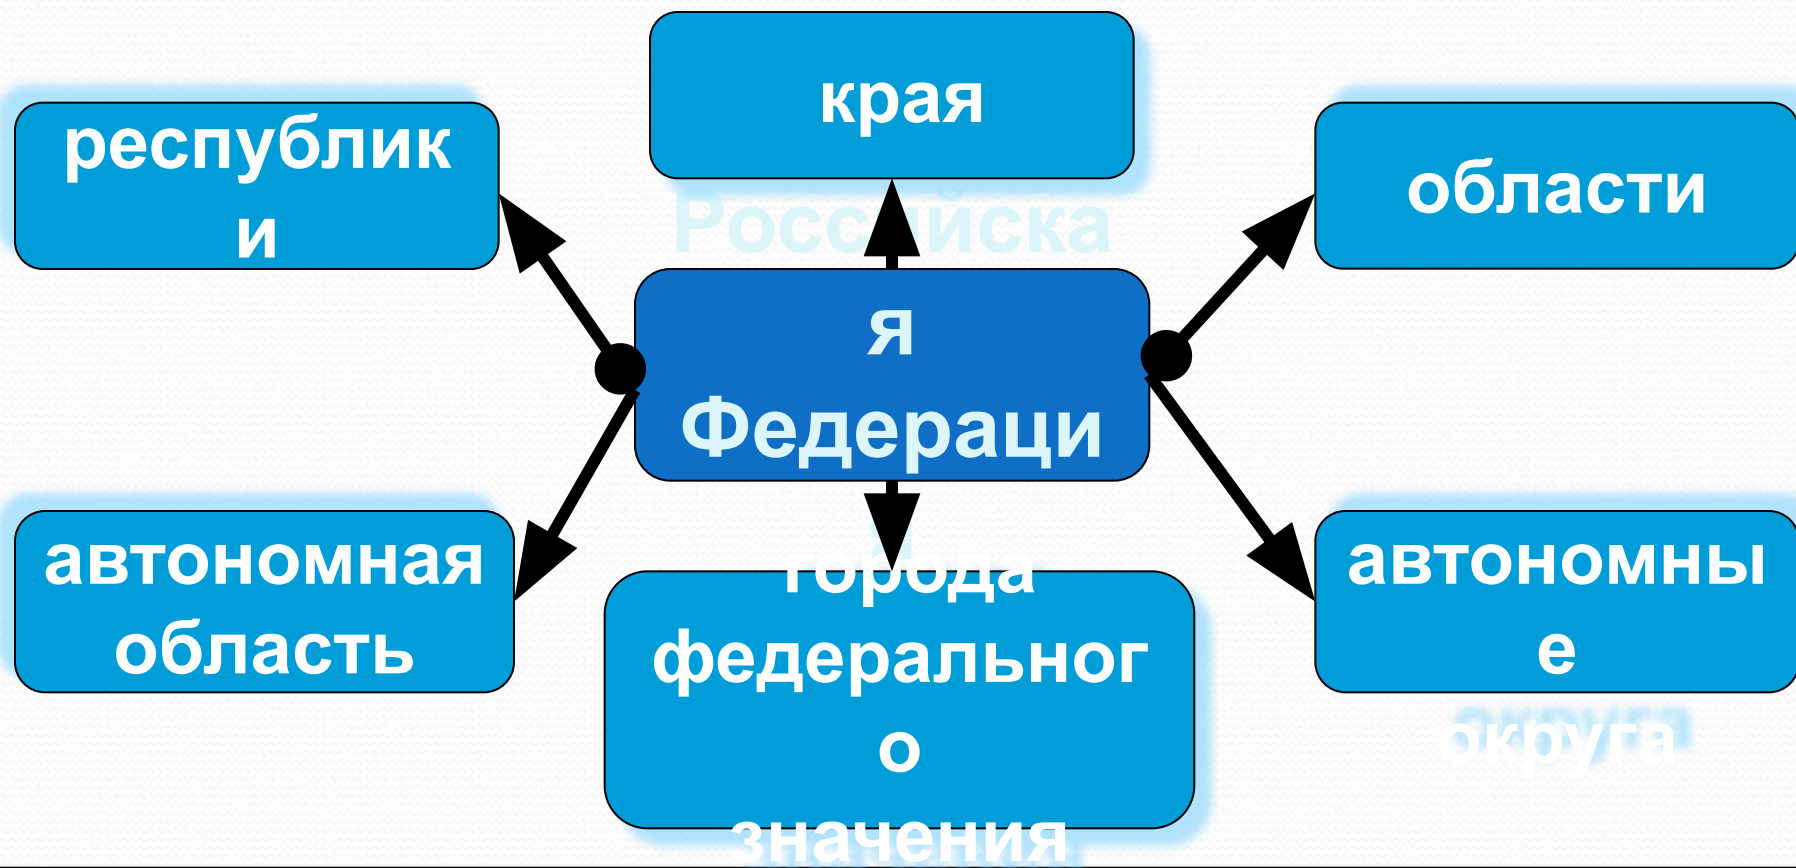 края
республик
и
области
Российска
я
Федераци
я
автономная
область
города
федеральног
о
значения
автономны
е
округа